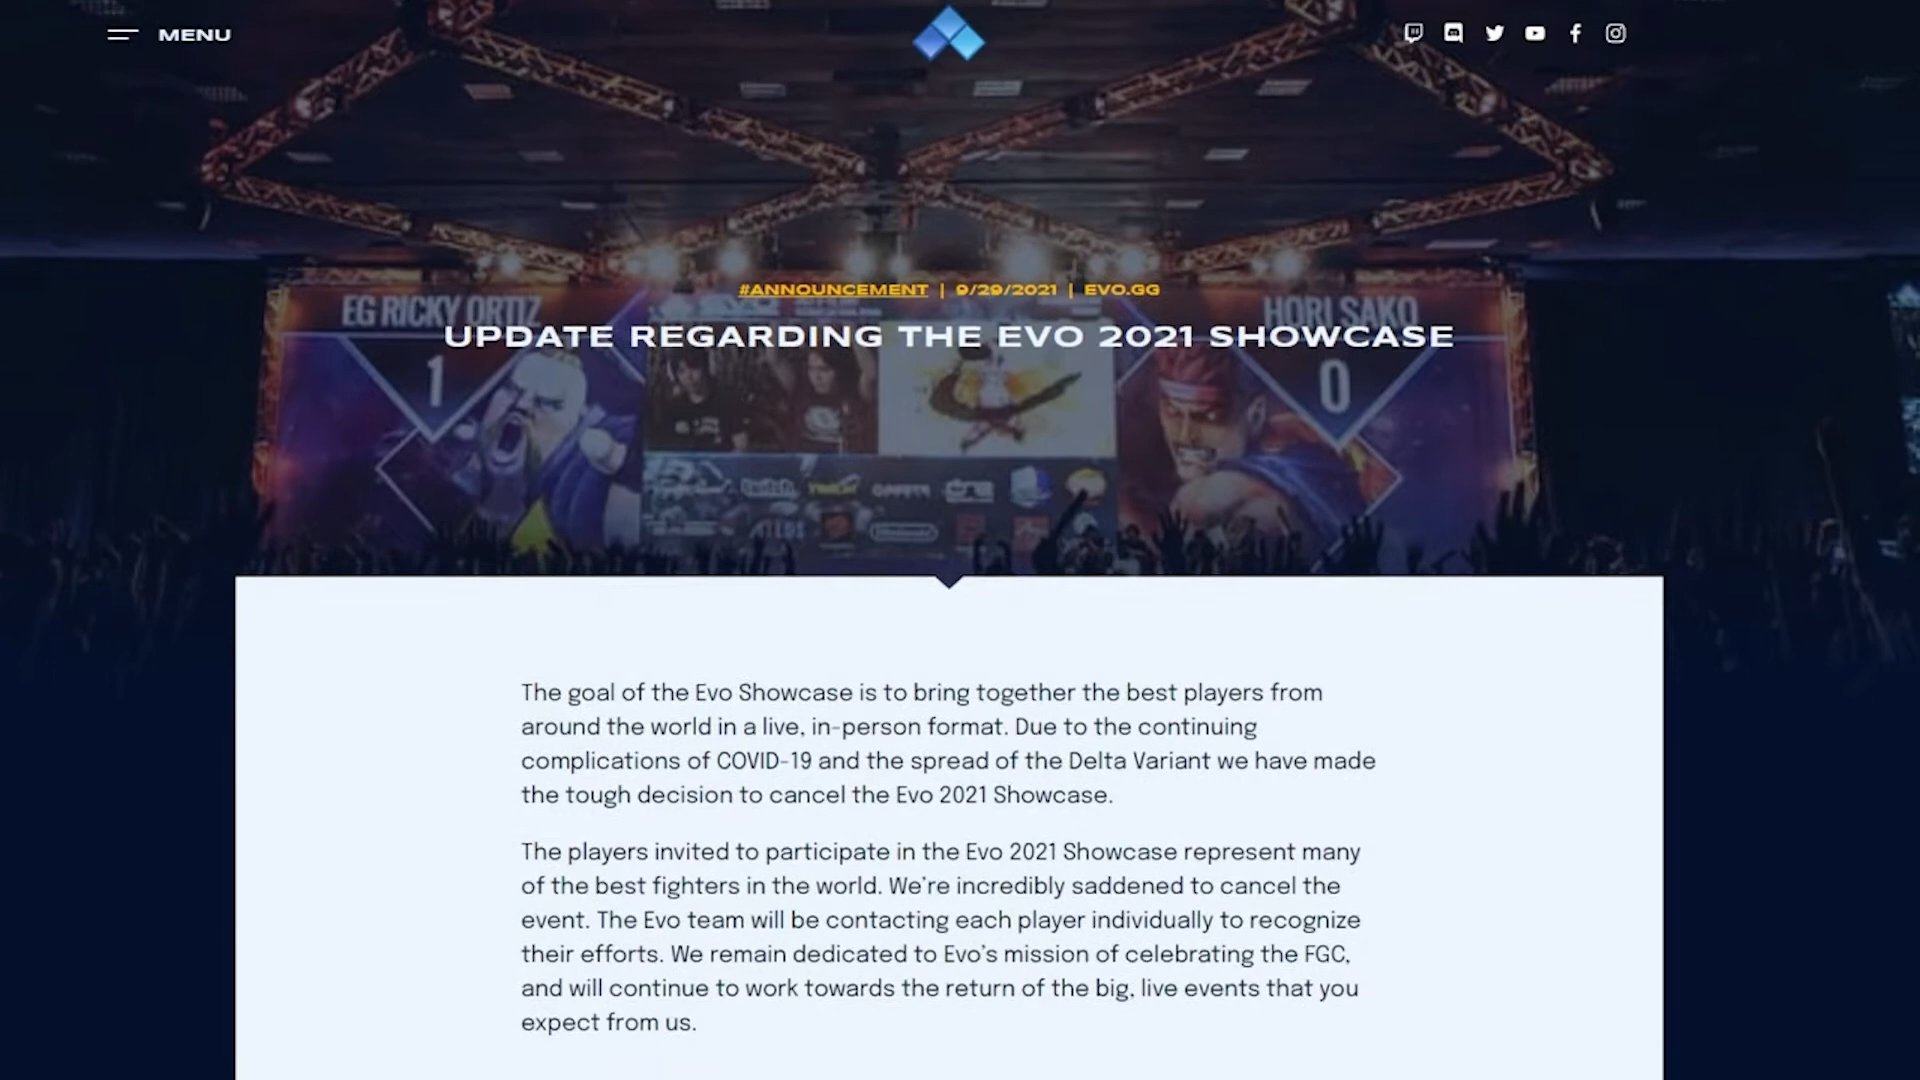 MENU
#ANNOUNCEMENT | 9/29/2021 | EVO.GG
EG RICKY ORTIZ
HORI SAKO
UPDATE REGARDING THE EVO 2021 SHOWCASE
1
0
twitch
ATLUS
Nintendo
The goal of the Evo Showcase is to bring together the best players from
around the world in a live, in-person format. Due to the continuing
complications of COVID-19 and the spread of the Delta Variant we have made
the tough decision to cancel the Evo 2021 Showcase.
The players invited to participate in the Evo 2021 Showcase represent many
of the best fighters in the world. We're incredibly saddened to cancel the
event. The Evo team will be contacting each player individually to recognize
their efforts. We remain dedicated to Evo's mission of celebrating the FGC,
and will continue to work towards the return of the big, live events that you
expect from us.